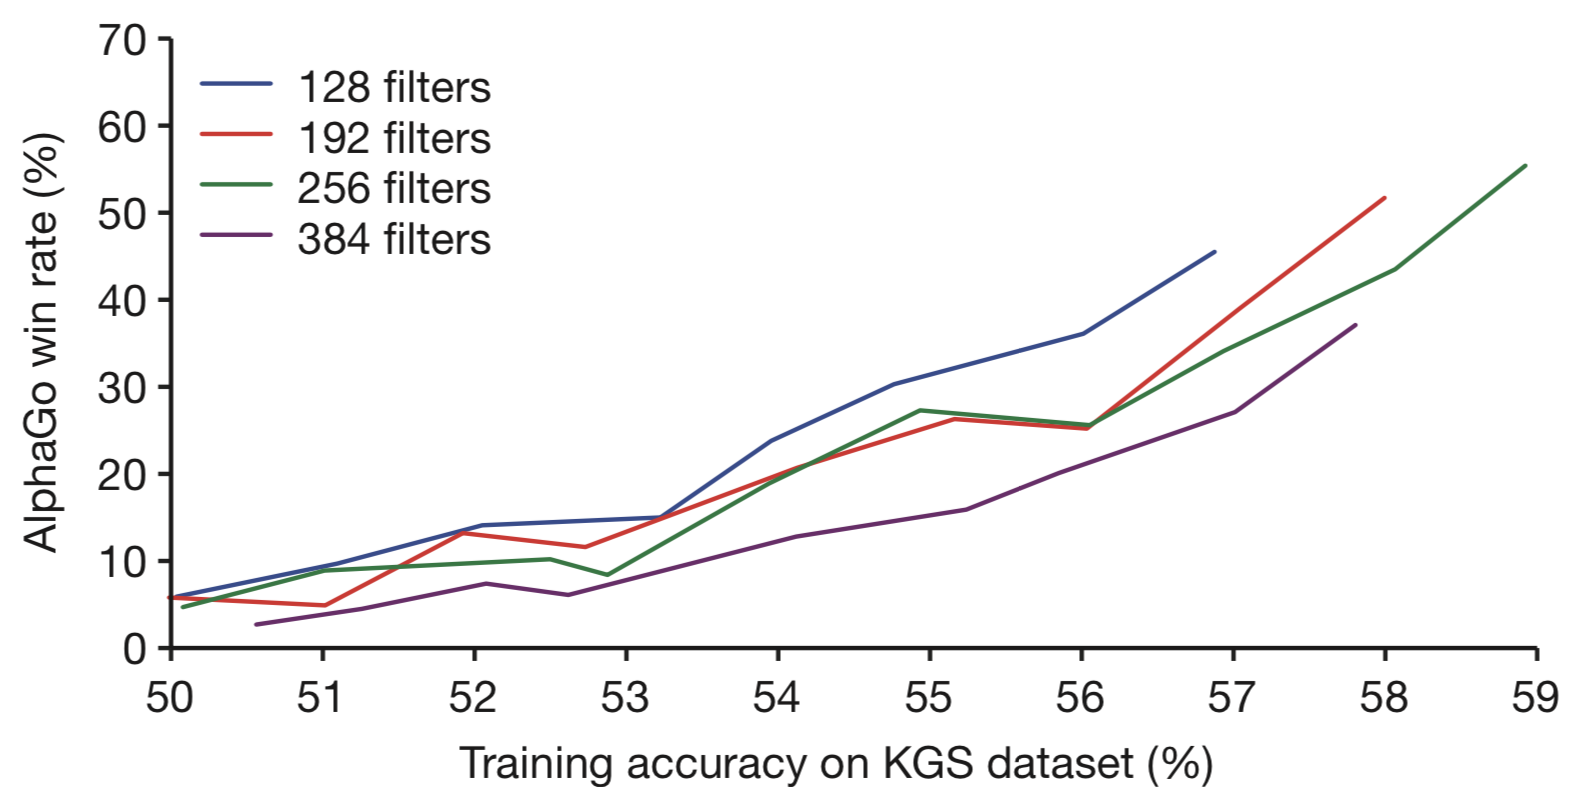 70
60
50
40
30
20
10
0
AlphaGo win rate (%)
128 filters
192 filters
256 filters
384 filters
50 51 52 53 54 55 56 57 58 59
Training accuracy on KGS dataset (%)